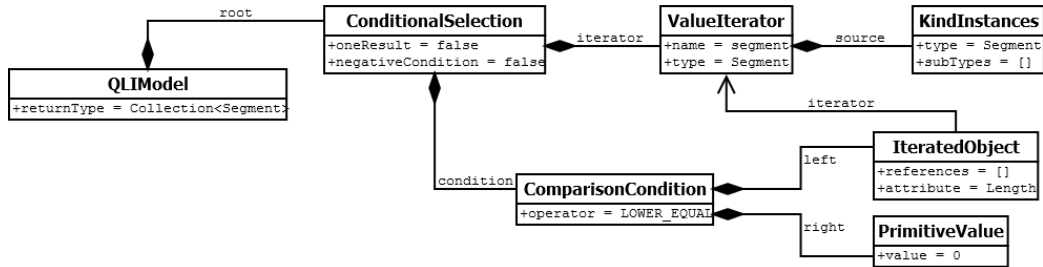 root
ConditionalSelection
+oneResult = false
+negativeCondition = false
iterator
ValueIterator
+name = segment
+type = Segment
source
KindInstances
+type = Segment
+subTypes = []
QLIModel
+returnType = Collection<Segment>
iterator
IteratedObject
+references = []
+attribute = Length
left
condition
ComparisonCondition
+operator = LOWER_EQUAL
right
PrimitiveValue
+value = 0